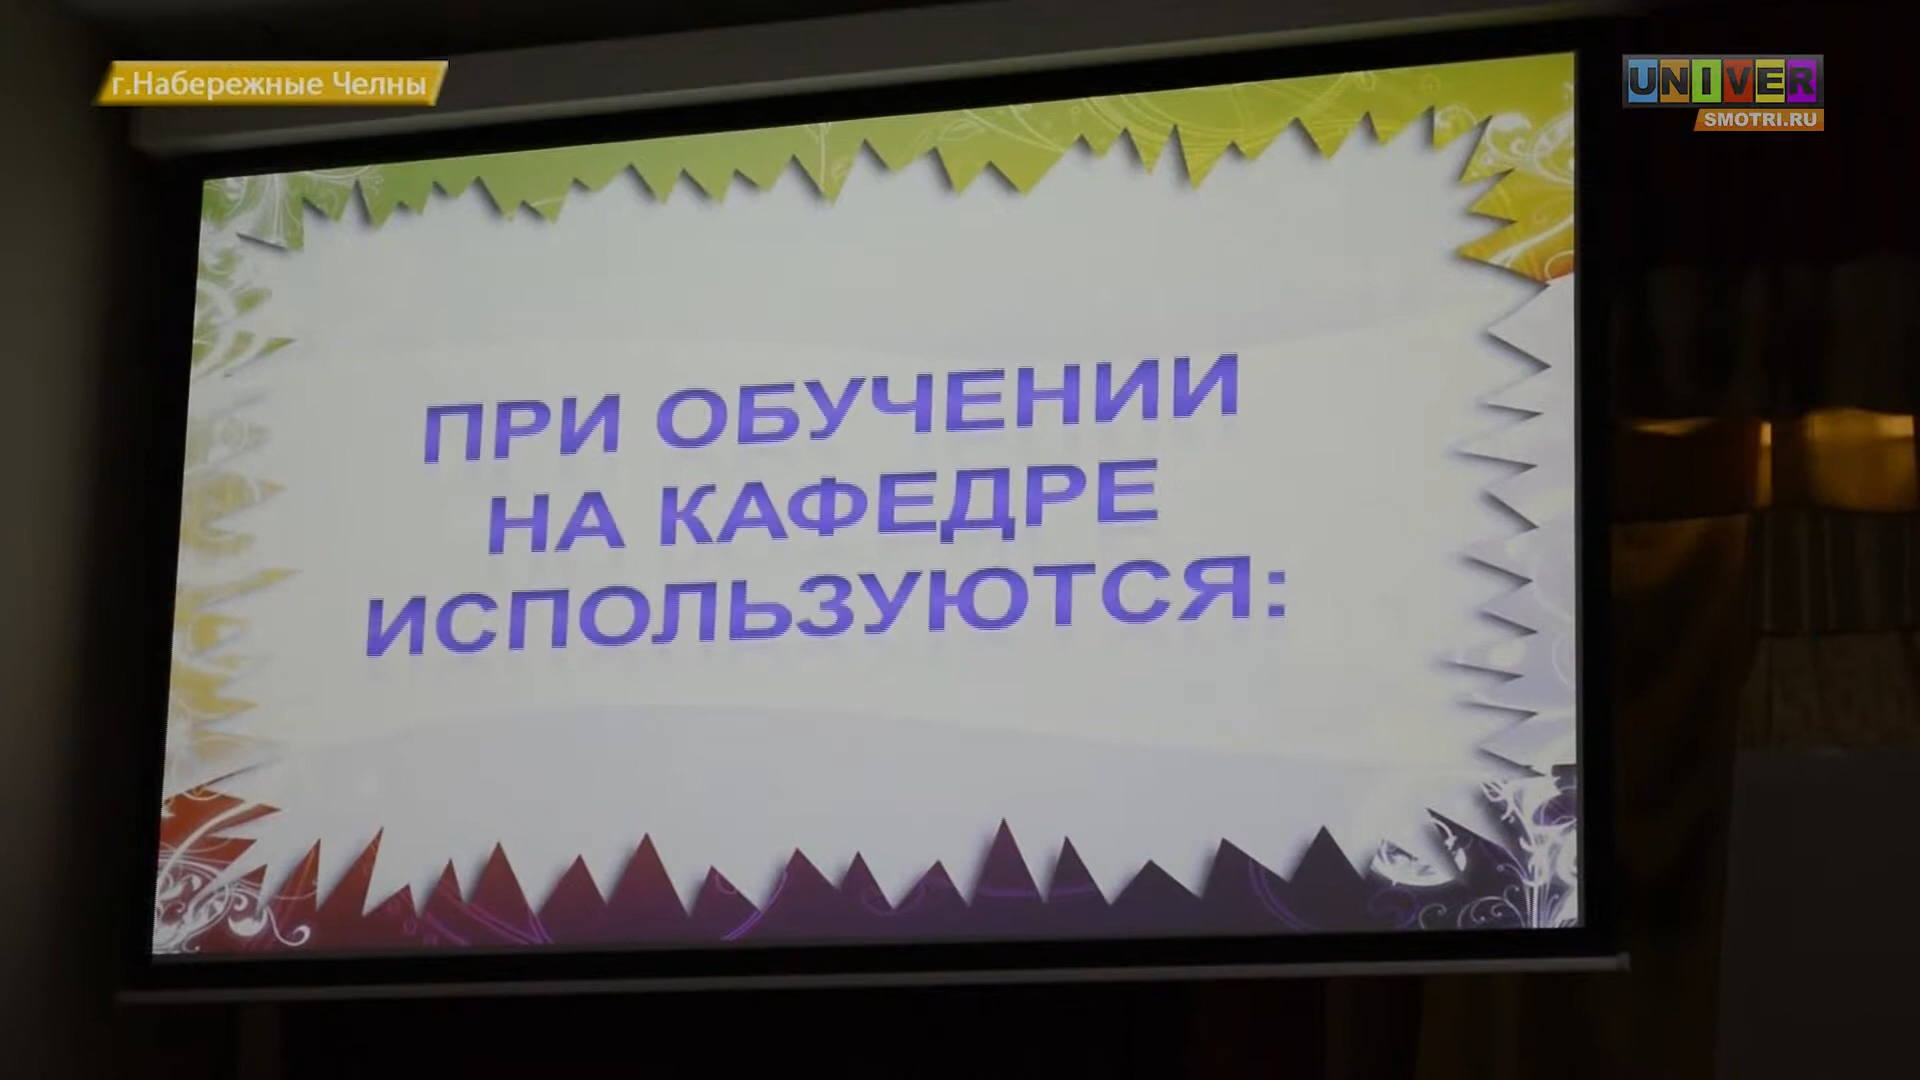 г.Набережные Челны
UNIVER
SMOTRI.RU
ПРИ ОБУЧЕНИИ
НА КАФЕДРЕ
ИСПОЛЬЗУЮТСЯ: